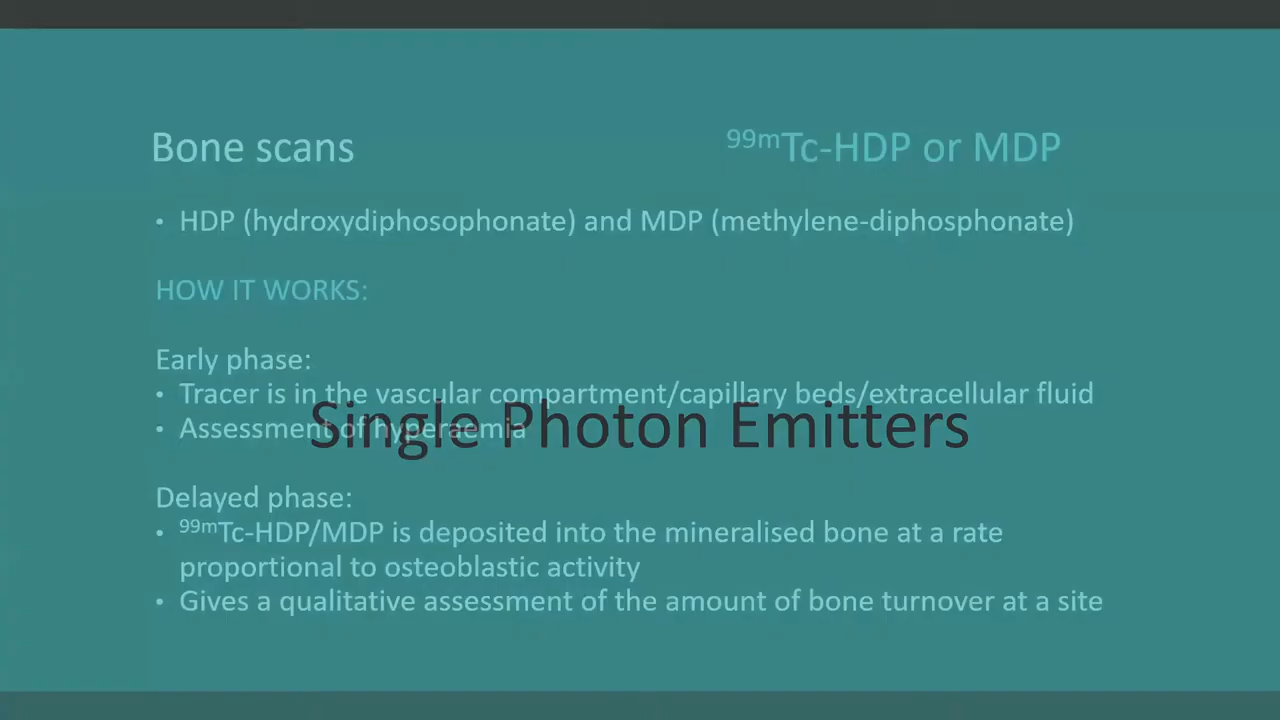 Bone scans
⁹⁹ᵐTc-HDP or MDP
• HDP (hydroxydiphosophonate) and MDP (methylene-diphosphonate)
HOW IT WORKS:
Early phase:
• Tracer is in the vascular compartment/capillary beds/extracellular fluid
Single Photon Emitters
• Assessment of hyperaemia
Delayed phase:
• ⁹⁹ᵐTc-HDP/MDP is deposited into the mineralised bone at a rate
proportional to osteoblastic activity
• Gives a qualitative assessment of the amount of bone turnover at a site